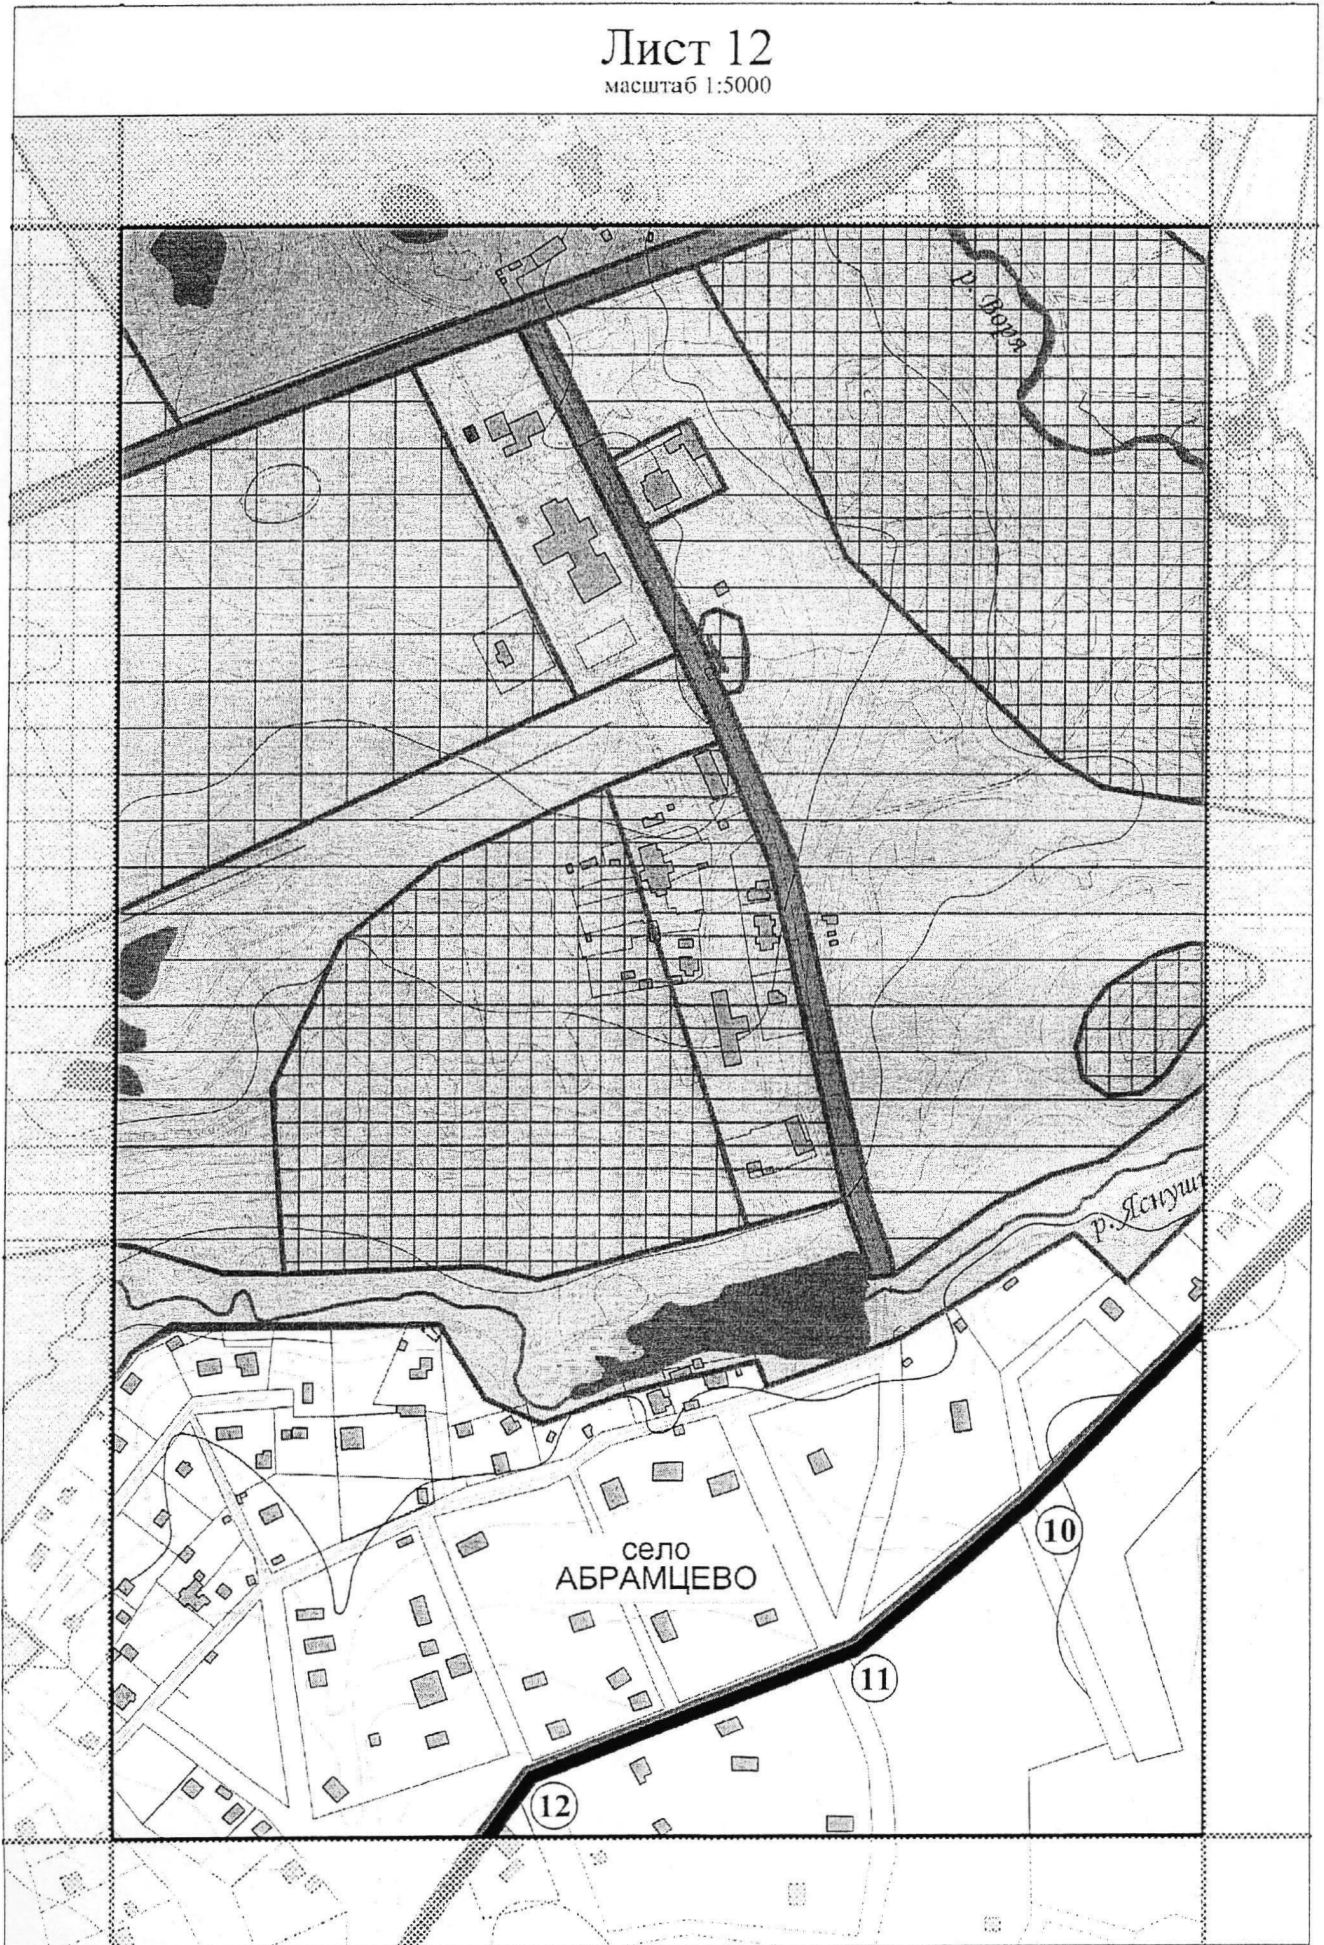 Лист 12
масштаб 1:5000
р. Воря
р. Яснуш
село
АБРАМЦЕВО
10
11
12